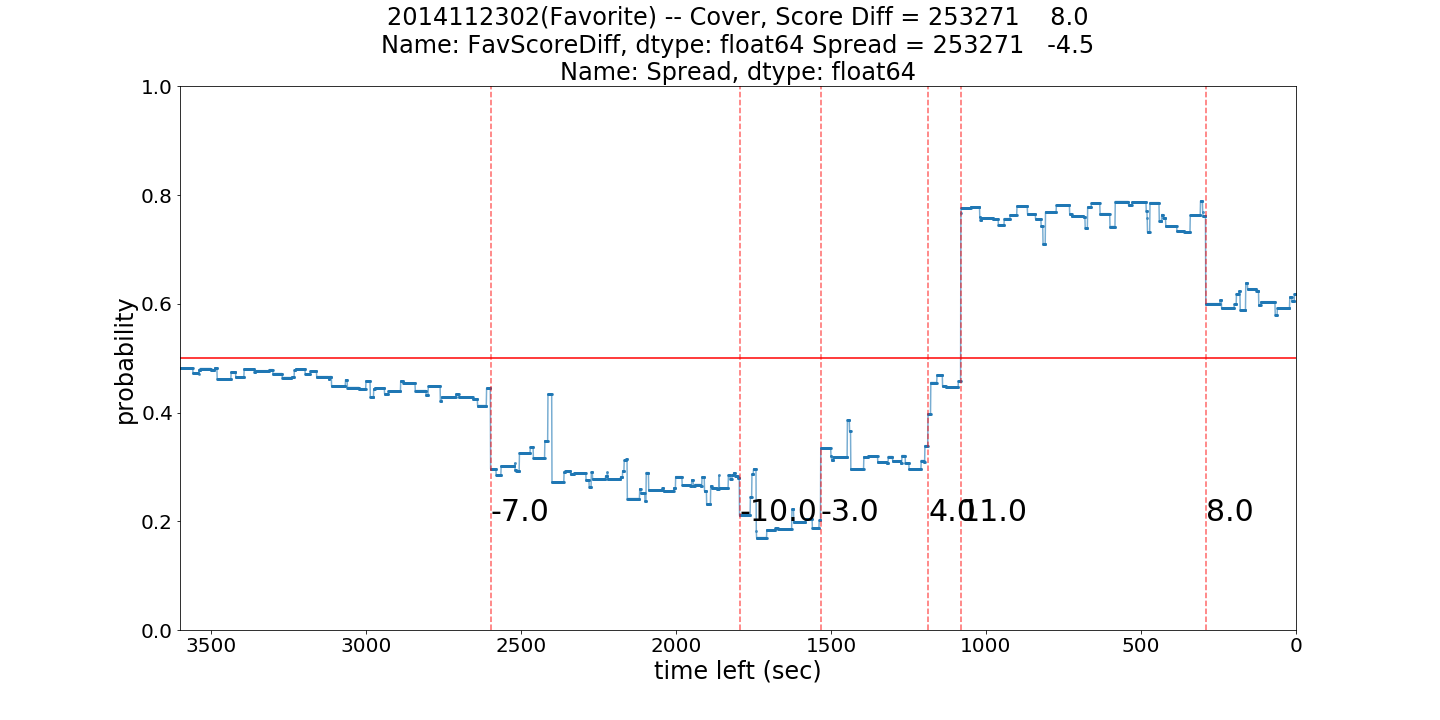 2014112302(Favorite) -- Cover, Score Diff = 253271    8.0
Name: FavScoreDiff, dtype: float64 Spread = 253271   -4.5
Name: Spread, dtype: float64
1.0
0.8
0.6
0.4
0.2
0.0
probability
-7.0
-10.0
-3.0
4.0
11.0
8.0
3500 3000 2500 2000 1500 1000 500 0
time left (sec)